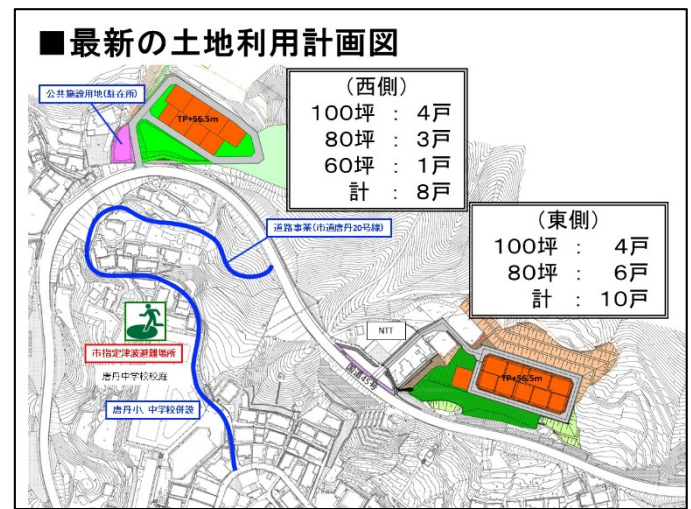 ■最新の土地利用計画図
公共施設用地(駐在所)
TP+56.5m
(西側)
100坪 : 4戸
80坪 : 3戸
60坪 : 1戸
計 : 8戸
道路事業(市道唐丹20号線)
(東側)
100坪 : 4戸
80坪 : 6戸
計 : 10戸
NTT
市指定津波避難場所
唐丹中学校校庭
国道45号
TP+56.5m
唐丹小、中学校併設